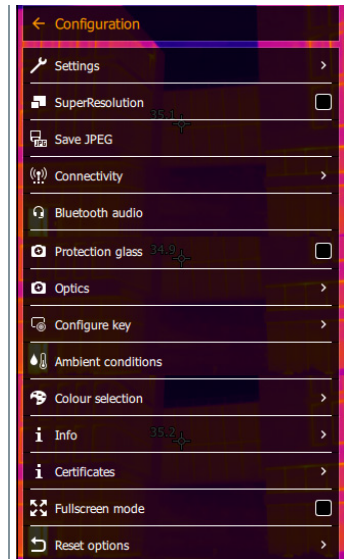 Configuration
Settings
SuperResolution
35.1
JPG
Save JPEG
Connectivity
Bluetooth audio
Protection glass 34.9
Optics
Configure key
Ambient conditions
Colour selection
Info 35.2
Certificates
Fullscreen mode
Reset options